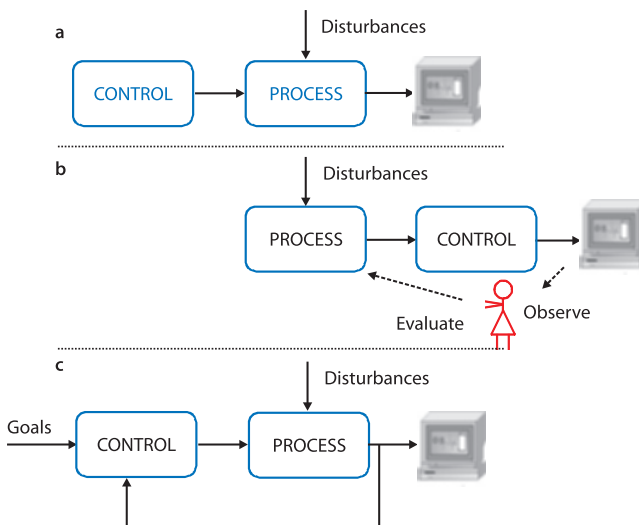 a
Disturbances
CONTROL
PROCESS
b
Disturbances
PROCESS
CONTROL
Observe
Evaluate
c
Disturbances
Goals
CONTROL
PROCESS